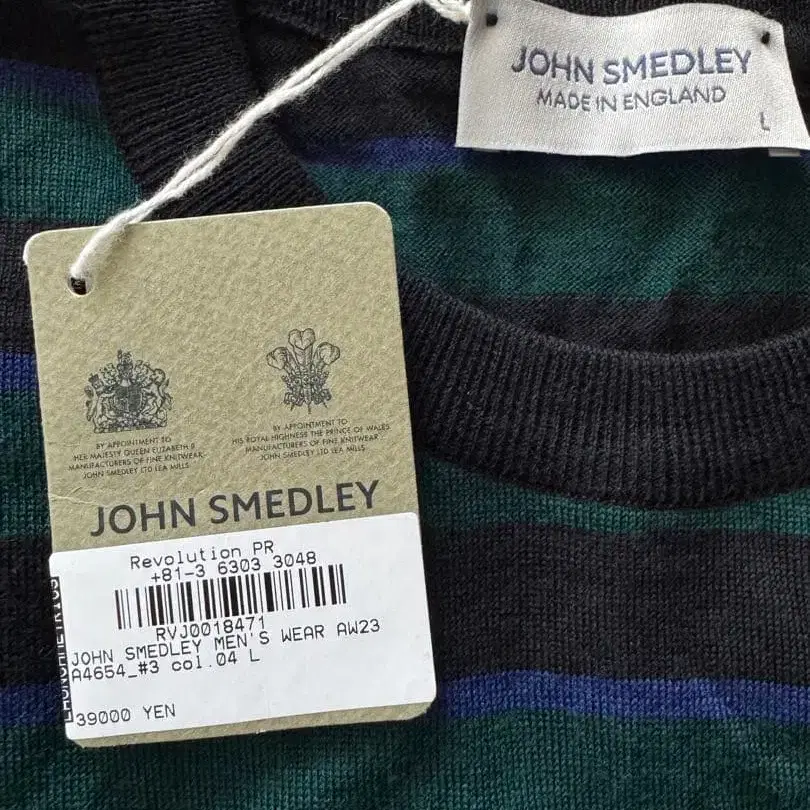 JOHN SMEDLEY
MADE IN ENGLAND
L
BY APPOINTMENT TO
HER MAJESTY QUEEN ELIZABETH II
MANUFACTURERS OF FINE KNITWEAR
JOHN SMEDLEY LTD LEA MILLS
BY APPOINTMENT TO
HIS ROYAL HIGHNESS THE PRINCE OF WALES
MANUFACTURERS OF FINE KNITWEAR
JOHN SMEDLEY LTD LEA MILLS
JOHN SMEDLEY
Revolution PR
+81-3 6303 3048
RVJ0018471
JOHN SMEDLEY MEN'S WEAR AW23
A4654_#3 col.04 L
39000 YEN